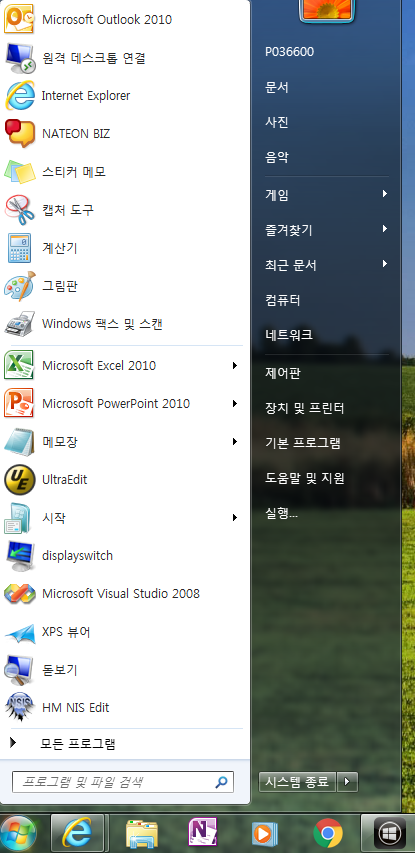 Microsoft Outlook 2010
원격 데스크톱 연결
Internet Explorer
NATEON BIZ
스티커 메모
캡처 도구
계산기
그림판
Windows 팩스 및 스캔
Microsoft Excel 2010
Microsoft PowerPoint 2010
메모장
UltraEdit
시작
displayswitch
Microsoft Visual Studio 2008
XPS 뷰어
돋보기
HM NIS Edit
모든 프로그램
프로그램 및 파일 검색
P036600
문서
사진
음악
게임
즐겨찾기
최근 문서
컴퓨터
네트워크
제어판
장치 및 프린터
기본 프로그램
도움말 및 지원
실행...
시스템 종료